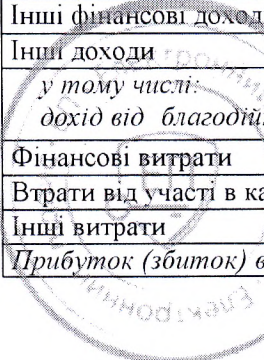 Інші фінансові доход
Інші доходи
у тому числі:
дохід від благодій
Фінансові витрати
Втрати від участі в ка
Інші витрати
Прибуток (збиток) в